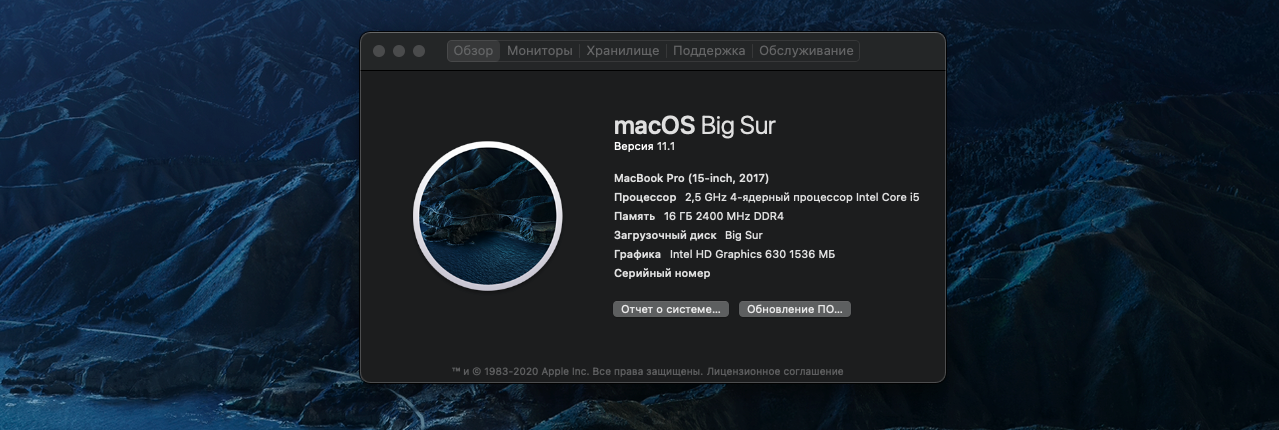 Обзор Мониторы Хранилище Поддержка Обслуживание
macOS Big Sur
Версия 11.1
MacBook Pro (15-inch, 2017)
Процессор 2,5 GHz 4-ядерный процессор Intel Core i5
Память 16 ГБ 2400 MHz DDR4
Загрузочный диск Big Sur
Графика Intel HD Graphics 630 1536 МБ
Серийный номер
Отчет о системе... Обновление ПО...
™ и © 1983-2020 Apple Inc. Все права защищены. Лицензионное соглашение